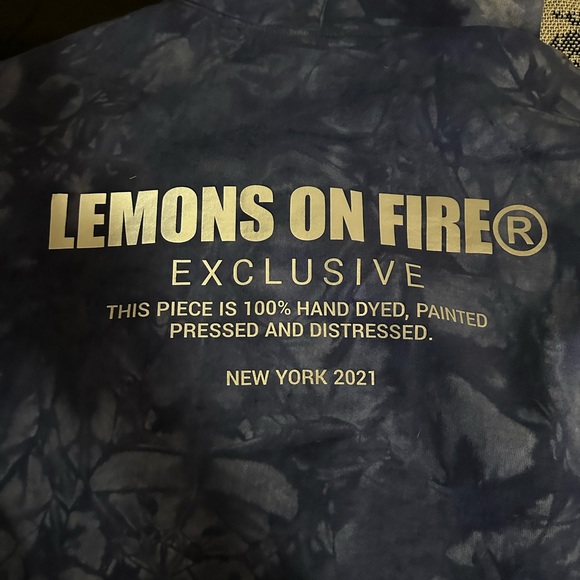 LEMONS ON FIRE®
EXCLUSIVE
THIS PIECE IS 100% HAND DYED, PAINTED
PRESSED AND DISTRESSED.
NEW YORK 2021